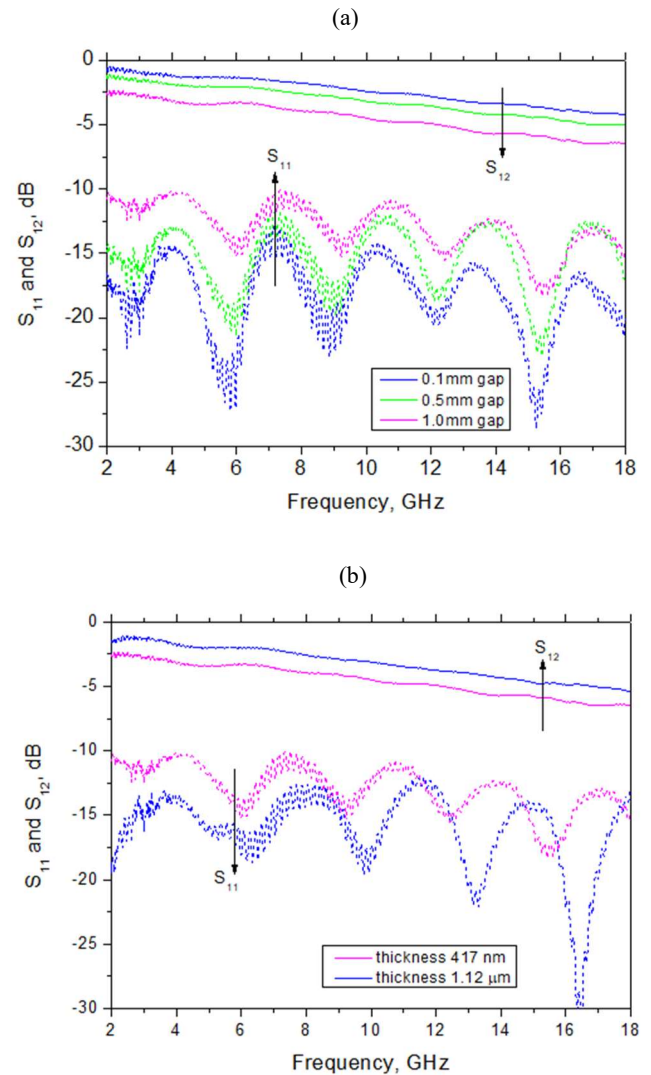 (a)
0
-5
-10
-15
-20
-25
-30
S₁₁ and S₁₂, dB
S₁₁
S₁₂
0.1mm gap
0.5mm gap
1.0mm gap
2 4 6 8 10 12 14 16 18
Frequency, GHz
(b)
0
-5
-10
-15
-20
-25
-30
S₁₁ and S₁₂, dB
S₁₂
S₁₁
thickness 417 nm
thickness 1.12 μm
2 4 6 8 10 12 14 16 18
Frequency, GHz